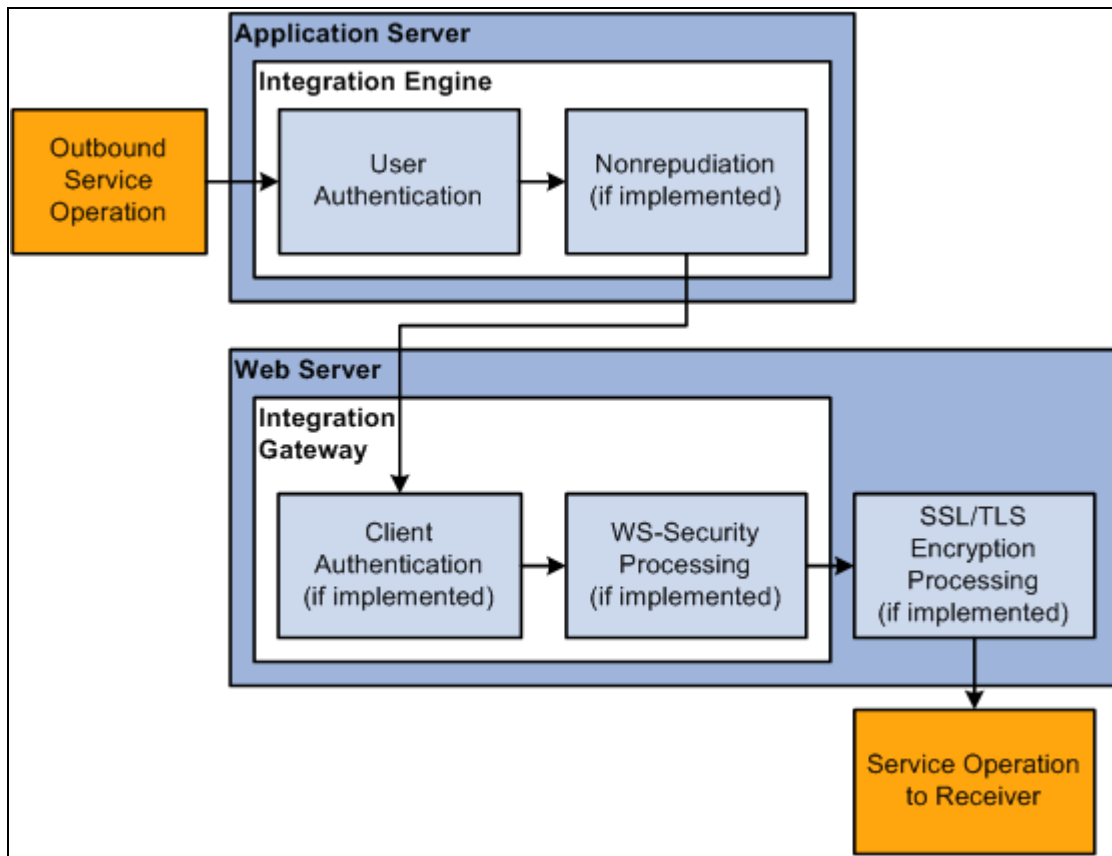 Application Server
Integration Engine
Outbound
Service
Operation
User
Authentication
Nonrepudiation
(if implemented)
Web Server
Integration
Gateway
Client
Authentication
(if implemented)
WS-Security
Processing
(if implemented)
SSL/TLS
Encryption
Processing
(if implemented)
Service Operation
to Receiver